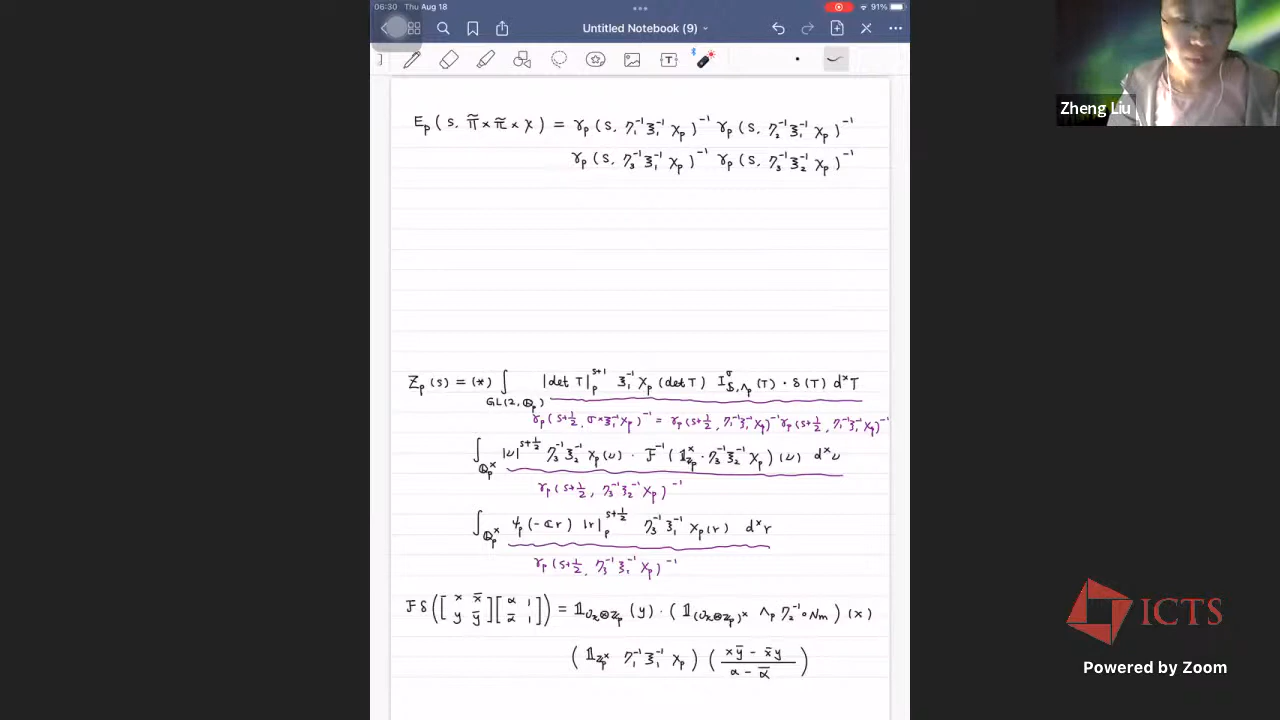 06:30 Thu Aug 18
91%
Untitled Notebook (9)
Zheng Liu
E_p ( s, π̃ × π̃ × χ ) = γ_p ( s, η_1^{-1} ξ_1^{-1} χ_p )^{-1} γ_p ( s, η_2^{-1} ξ_1^{-1} χ_p )^{-1}
γ_p ( s, η_3^{-1} ξ_1^{-1} χ_p )^{-1} γ_p ( s, η_3^{-1} ξ_2^{-1} χ_p )^{-1}
Z_p (s) = (*) ∫_{GL(2, ℚ_p)} |det T|_p^{s+1} ξ_1^{-1} χ_p (det T) I^σ_{𝕊, Λ_p} (T) · δ (T) d^× T
γ_p ( s+1/2, σ × ξ_1^{-1} χ_p )^{-1} = γ_p ( s+1/2, η_1^{-1} ξ_1^{-1} χ_p )^{-1} γ_p ( s+1/2, η_1^{-1} ξ_1^{-1} χ_p )^{-1}
∫_{ℚ_p^×} |ν|^{s+1/2} η_3^{-1} ξ_2^{-1} χ_p (ν) · F^{-1} ( 𝟙_{ℤ_p^×} · η_3^{-1} ξ_2^{-1} χ_p ) (ν) d^× ν
γ_p ( s+1/2, η_3^{-1} ξ_2^{-1} χ_p )^{-1}
∫_{ℚ_p^×} ψ_p (- ℂ r) |r|_p^{s+1/2} η_3^{-1} ξ_1^{-1} χ_p (r) d^× r
γ_p ( s+1/2, η_3^{-1} ξ_1^{-1} χ_p )^{-1}
F δ ( [ x x̄ ; y ȳ ] [ α 1 ; ᾱ 1 ] ) = 𝟙_{O_K ⊗ ℤ_p} (y) · ( 𝟙_{(O_K ⊗ ℤ_p)^×} Λ_p η_2^{-1} ∘ Nm ) (x)
( 𝟙_{ℤ_p^×} η_1^{-1} ξ_1^{-1} χ_p ) ( (x ȳ - x̄ y) / (α - ᾱ) )
ICTS
Powered by Zoom